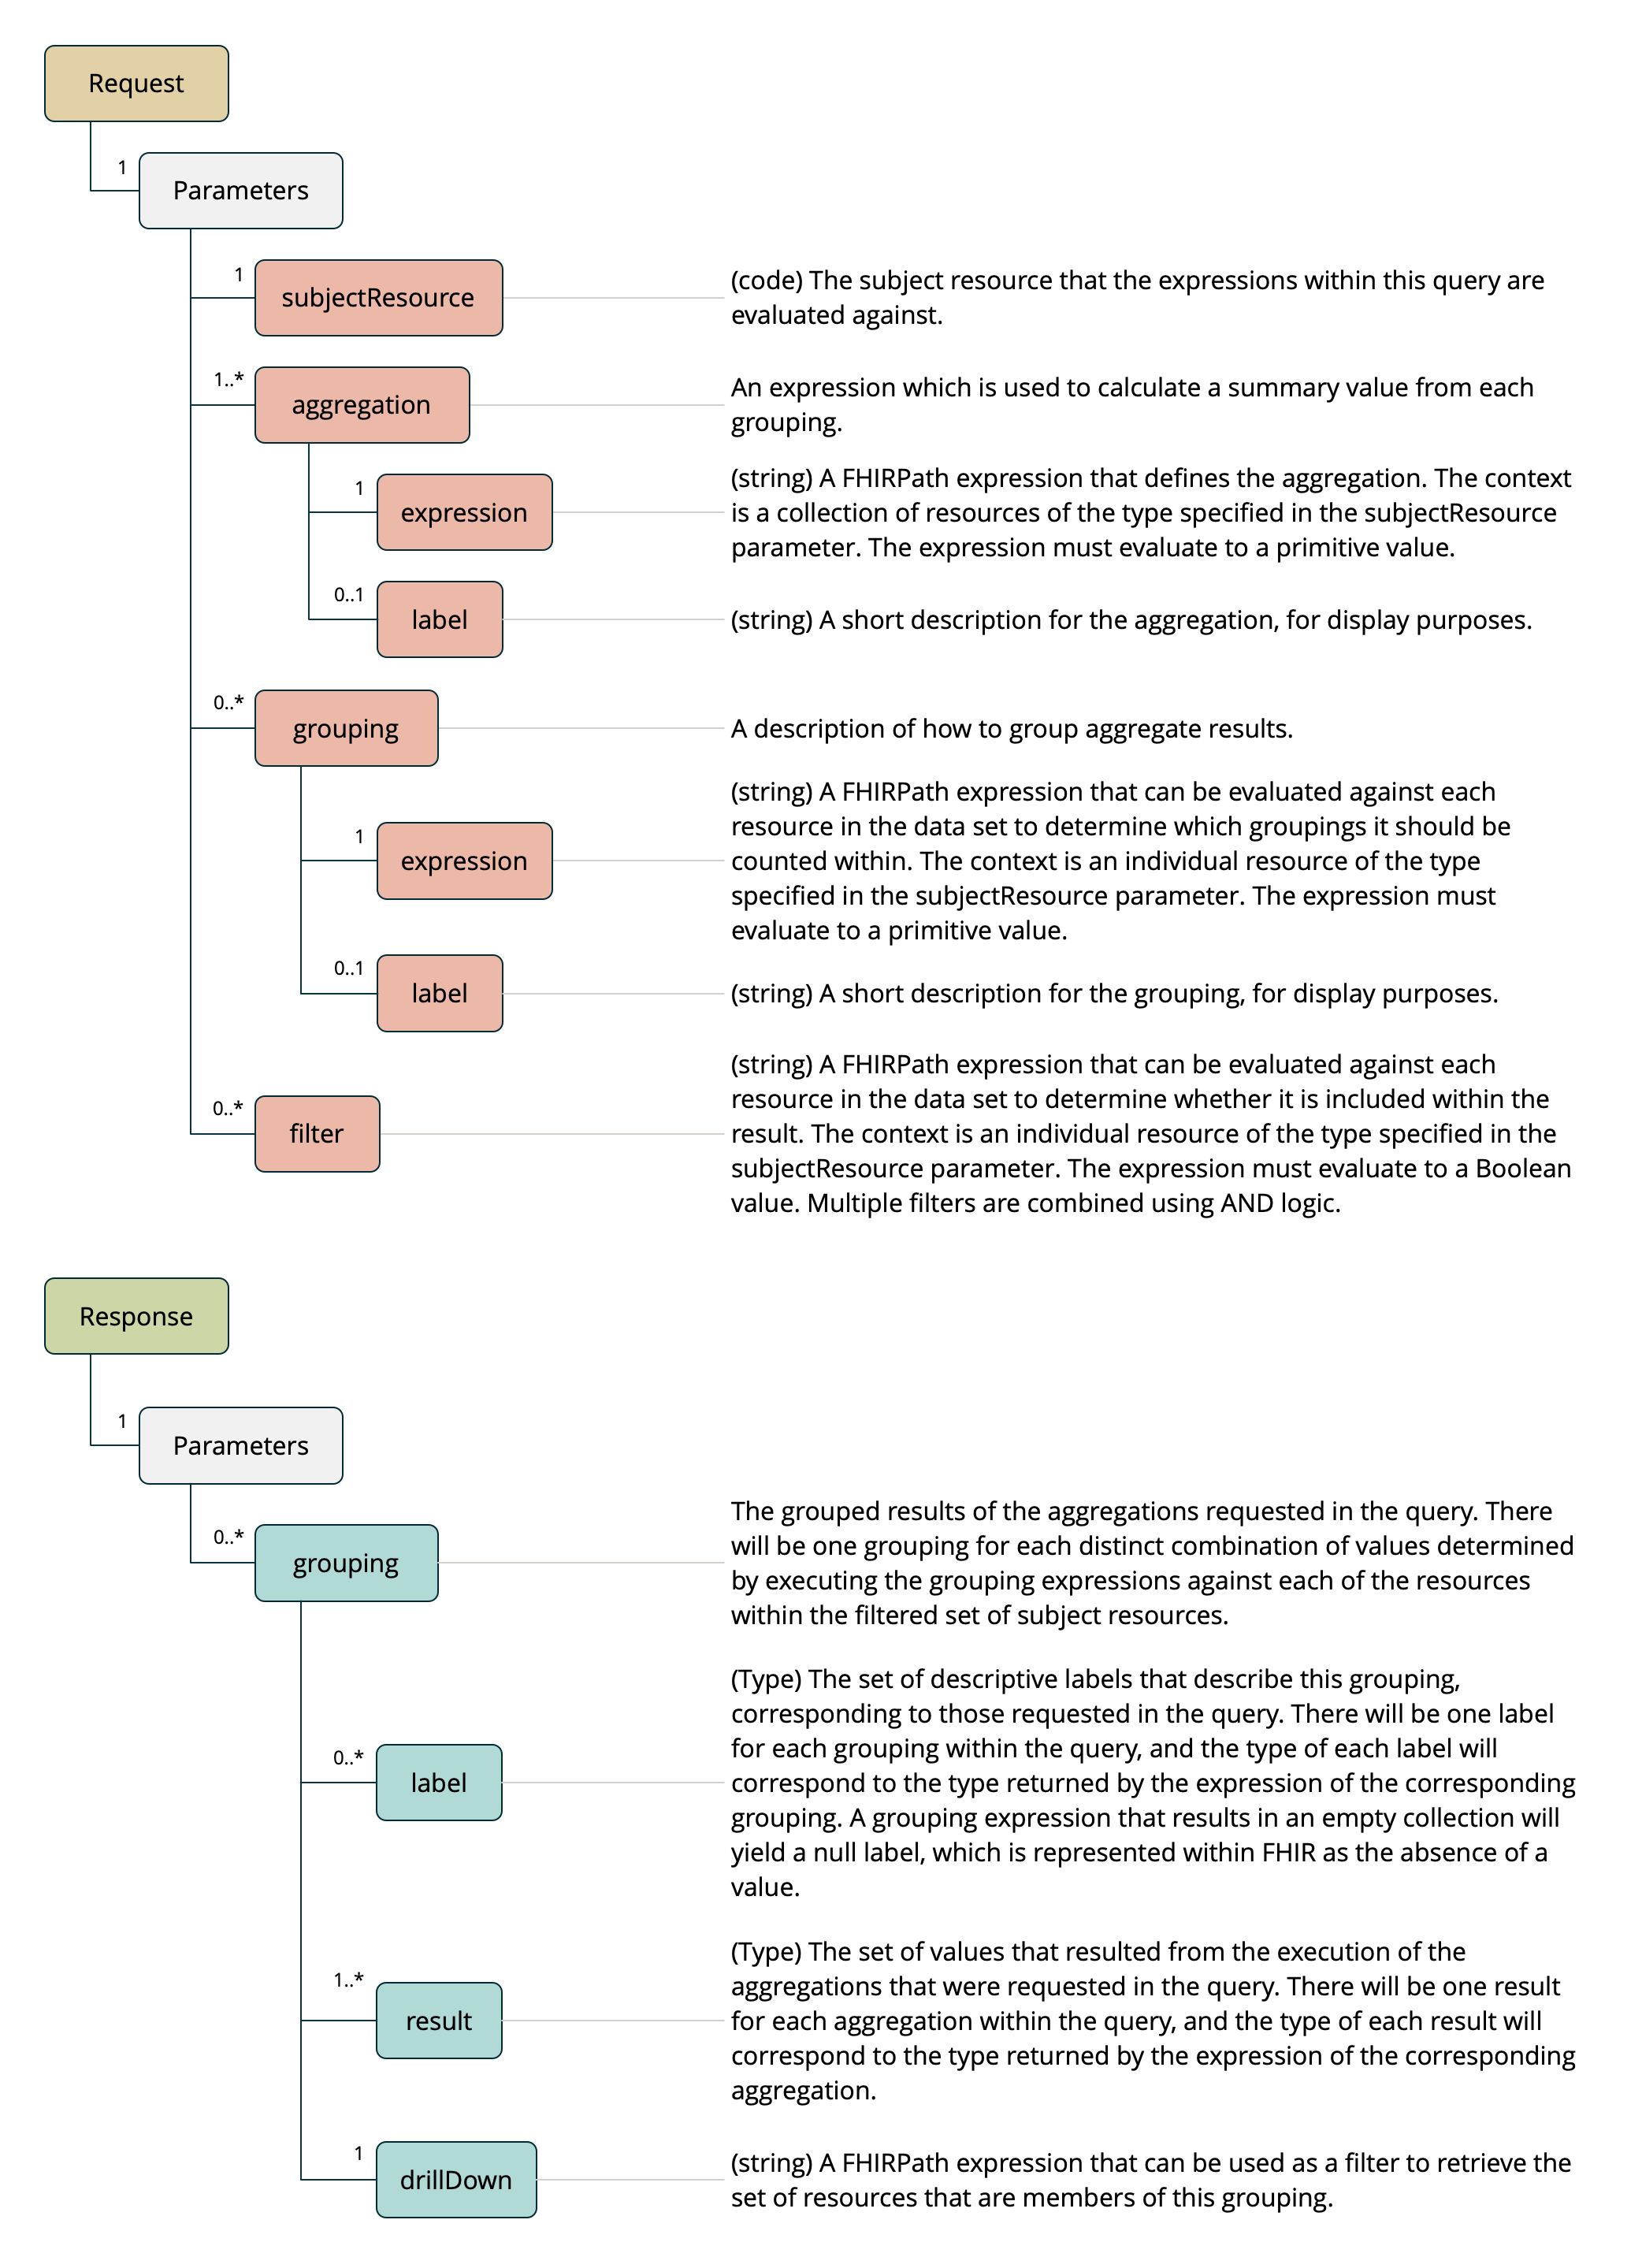 Request
1
Parameters
1
subjectResource
(code) The subject resource that the expressions within this query are
evaluated against.
1..*
aggregation
An expression which is used to calculate a summary value from each
grouping.
1
expression
(string) A FHIRPath expression that defines the aggregation. The context
is a collection of resources of the type specified in the subjectResource
parameter. The expression must evaluate to a primitive value.
0..1
label
(string) A short description for the aggregation, for display purposes.
0..*
grouping
A description of how to group aggregate results.
1
expression
(string) A FHIRPath expression that can be evaluated against each
resource in the data set to determine which groupings it should be
counted within. The context is an individual resource of the type
specified in the subjectResource parameter. The expression must
evaluate to a primitive value.
0..1
label
(string) A short description for the grouping, for display purposes.
0..*
filter
(string) A FHIRPath expression that can be evaluated against each
resource in the data set to determine whether it is included within the
result. The context is an individual resource of the type specified in the
subjectResource parameter. The expression must evaluate to a Boolean
value. Multiple filters are combined using AND logic.
Response
1
Parameters
0..*
grouping
The grouped results of the aggregations requested in the query. There
will be one grouping for each distinct combination of values determined
by executing the grouping expressions against each of the resources
within the filtered set of subject resources.
0..*
label
(Type) The set of descriptive labels that describe this grouping,
corresponding to those requested in the query. There will be one label
for each grouping within the query, and the type of each label will
correspond to the type returned by the expression of the corresponding
grouping. A grouping expression that results in an empty collection will
yield a null label, which is represented within FHIR as the absence of a
value.
1..*
result
(Type) The set of values that resulted from the execution of the
aggregations that were requested in the query. There will be one result
for each aggregation within the query, and the type of each result will
correspond to the type returned by the expression of the corresponding
aggregation.
1
drillDown
(string) A FHIRPath expression that can be used as a filter to retrieve the
set of resources that are members of this grouping.